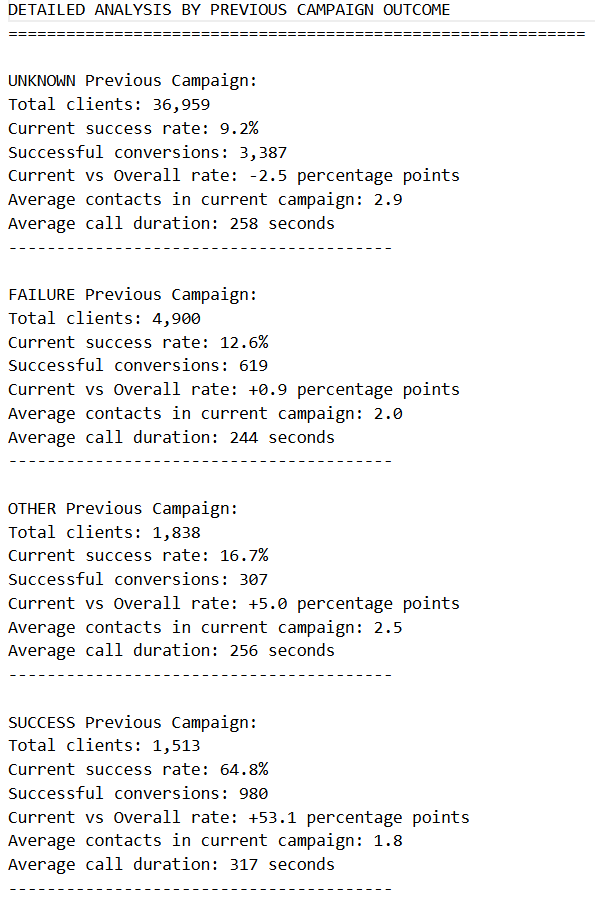 DETAILED ANALYSIS BY PREVIOUS CAMPAIGN OUTCOME
============================================================
UNKNOWN Previous Campaign:
Total clients: 36,959
Current success rate: 9.2%
Successful conversions: 3,387
Current vs Overall rate: -2.5 percentage points
Average contacts in current campaign: 2.9
Average call duration: 258 seconds
----------------------------------------
FAILURE Previous Campaign:
Total clients: 4,900
Current success rate: 12.6%
Successful conversions: 619
Current vs Overall rate: +0.9 percentage points
Average contacts in current campaign: 2.0
Average call duration: 244 seconds
----------------------------------------
OTHER Previous Campaign:
Total clients: 1,838
Current success rate: 16.7%
Successful conversions: 307
Current vs Overall rate: +5.0 percentage points
Average contacts in current campaign: 2.5
Average call duration: 256 seconds
----------------------------------------
SUCCESS Previous Campaign:
Total clients: 1,513
Current success rate: 64.8%
Successful conversions: 980
Current vs Overall rate: +53.1 percentage points
Average contacts in current campaign: 1.8
Average call duration: 317 seconds
----------------------------------------